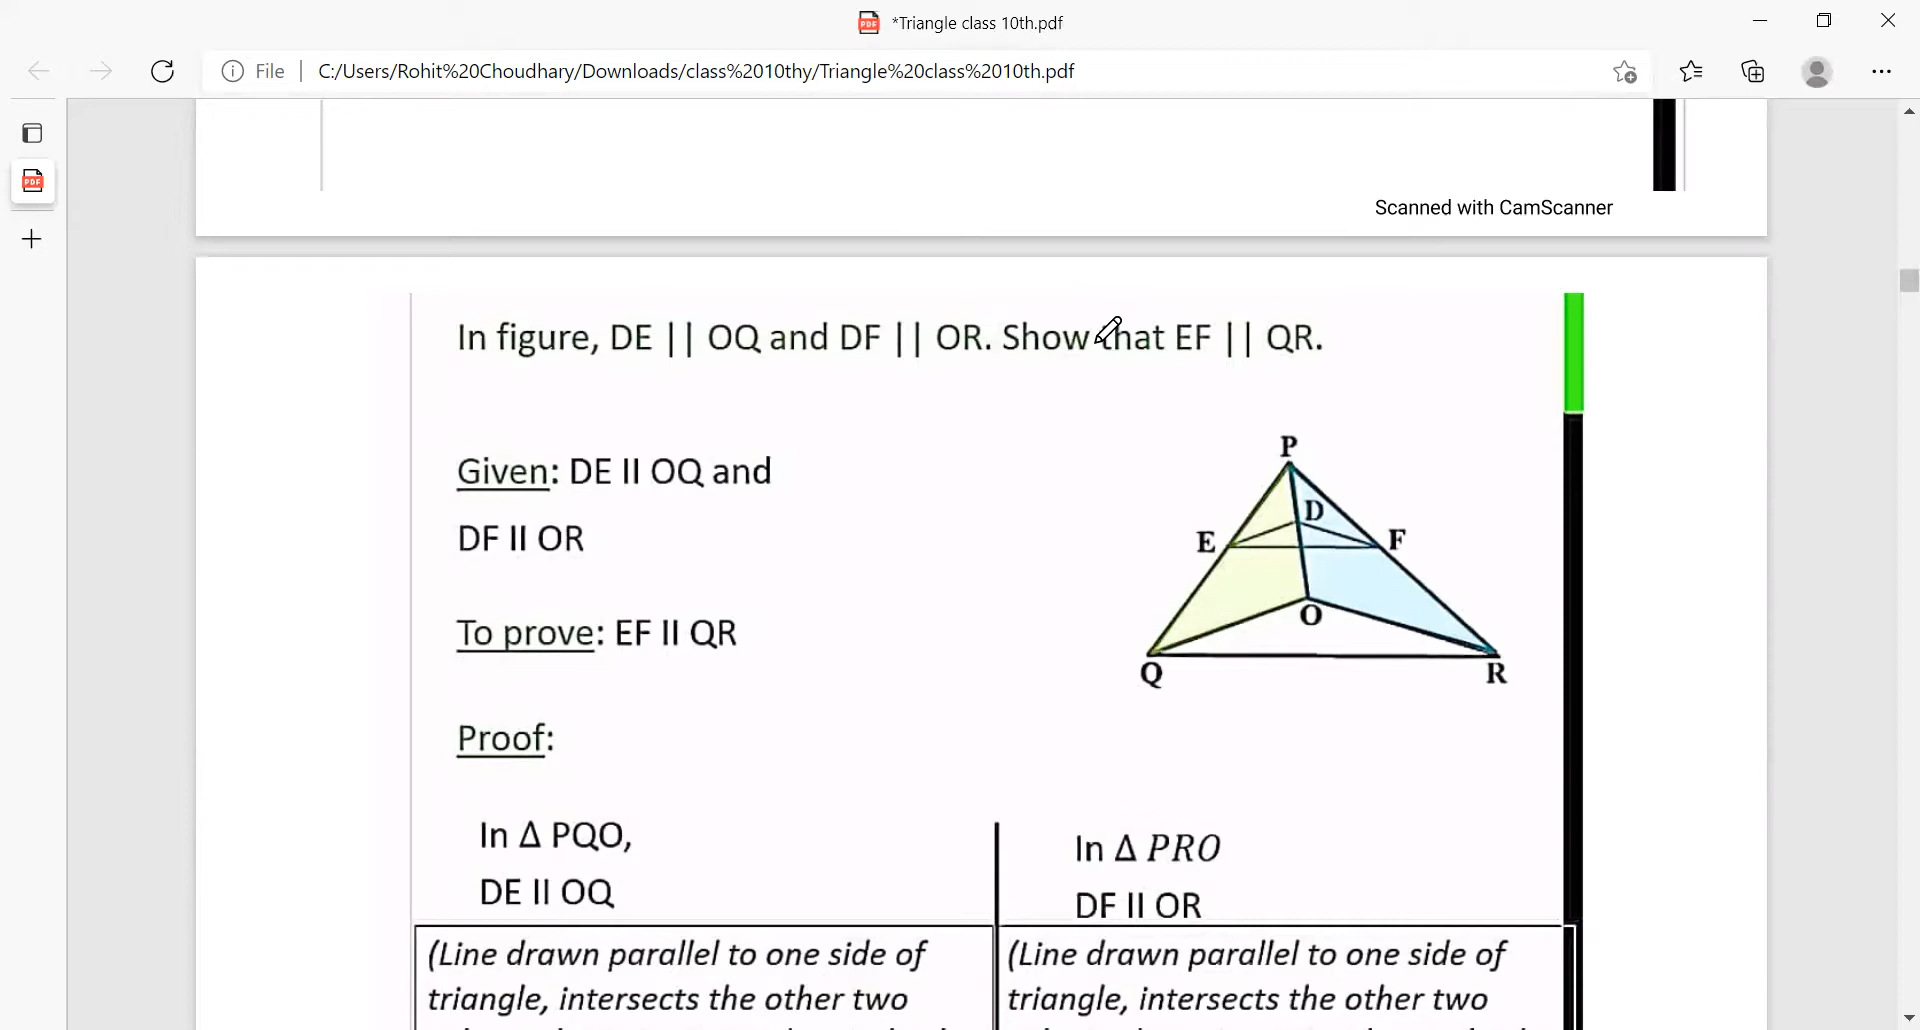 *Triangle class 10th.pdf
File
C:/Users/Rohit%20Choudhary/Downloads/class%2010thy/Triangle%20class%2010th.pdf
PDF
Scanned with CamScanner
In figure, DE || OQ and DF || OR. Show that EF || QR.
Given: DE II OQ and
DF II OR
To prove: EF II QR
P
D
E
F
O
Q
R
Proof:
In Δ PQO,
DE II OQ
In Δ PRO
DF II OR
(Line drawn parallel to one side of
triangle, intersects the other two
(Line drawn parallel to one side of
triangle, intersects the other two